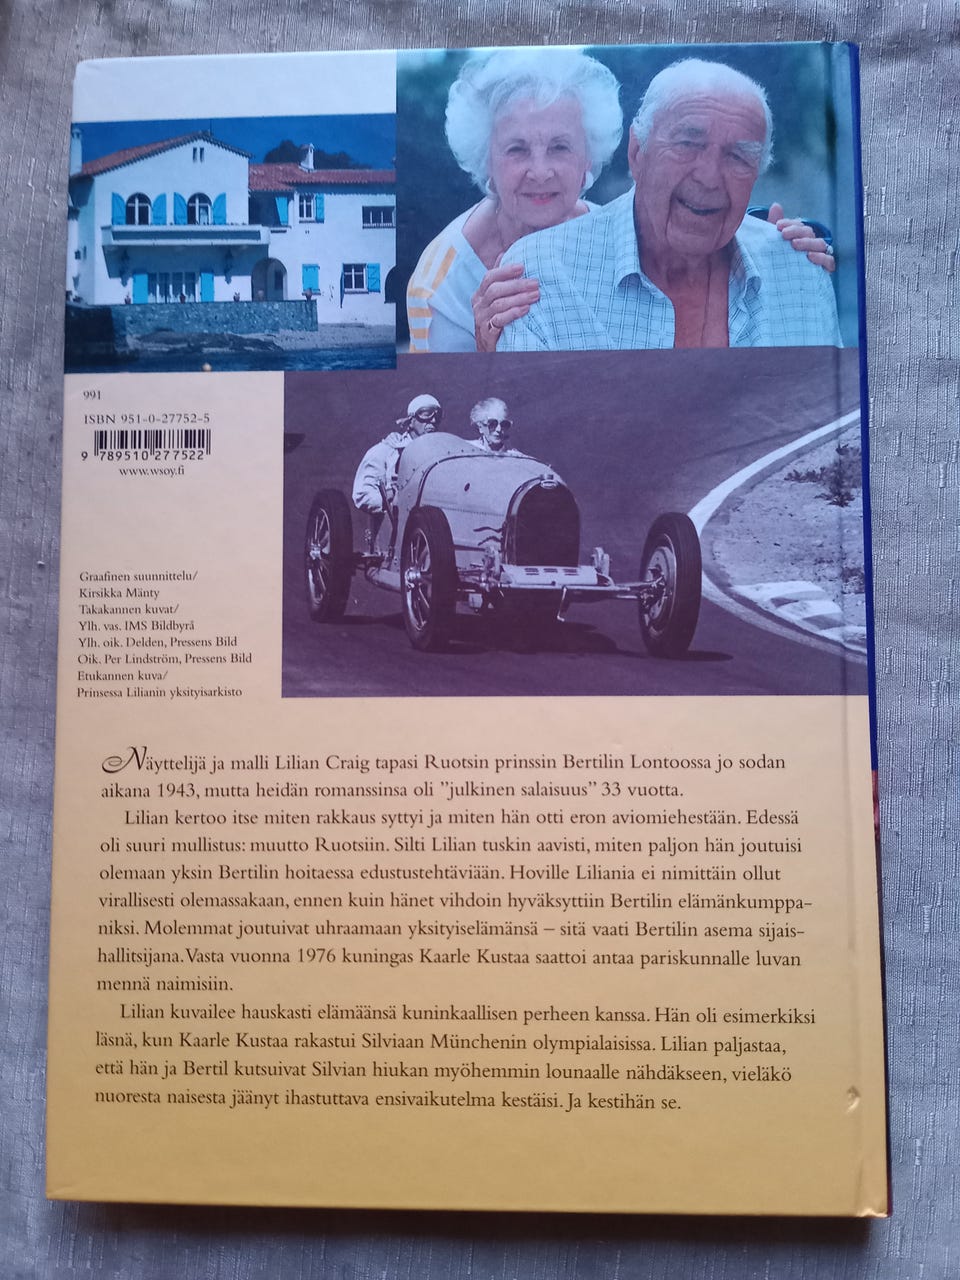 991
ISBN 951-0-27752-5
9 789510 277522
www.wsoy.fi
Graafinen suunnittelu/
Kirsikka Mänty
Takakannen kuvat/
Ylh. vas. IMS Bildbyrå
Ylh. oik. Delden, Pressens Bild
Oik. Per Lindström, Pressens Bild
Etukannen kuva/
Prinsessa Lilianin yksityisarkisto
Näyttelijä ja malli Lilian Craig tapasi Ruotsin prinssin Bertilin Lontoossa jo sodan
aikana 1943, mutta heidän romanssinsa oli ”julkinen salaisuus” 33 vuotta.
Lilian kertoo itse miten rakkaus syttyi ja miten hän otti eron aviomiehestään. Edessä
oli suuri mullistus: muutto Ruotsiin. Silti Lilian tuskin aavisti, miten paljon hän joutuisi
olemaan yksin Bertilin hoitaessa edustustehtäviään. Hoville Liliania ei nimittäin ollut
virallisesti olemassakaan, ennen kuin hänet vihdoin hyväksyttiin Bertilin elämänkumppa-
niksi. Molemmat joutuivat uhraamaan yksityiselämänsä – sitä vaati Bertilin asema sijais-
hallitsijana. Vasta vuonna 1976 kuningas Kaarle Kustaa saattoi antaa pariskunnalle luvan
mennä naimisiin.
Lilian kuvailee hauskasti elämäänsä kuninkaallisen perheen kanssa. Hän oli esimerkiksi
läsnä, kun Kaarle Kustaa rakastui Silviaan Münchenin olympialaisissa. Lilian paljastaa,
että hän ja Bertil kutsuivat Silvian hiukan myöhemmin lounaalle nähdäkseen, vieläkö
nuoresta naisesta jäänyt ihastuttava ensivaikutelma kestäisi. Ja kestihän se.